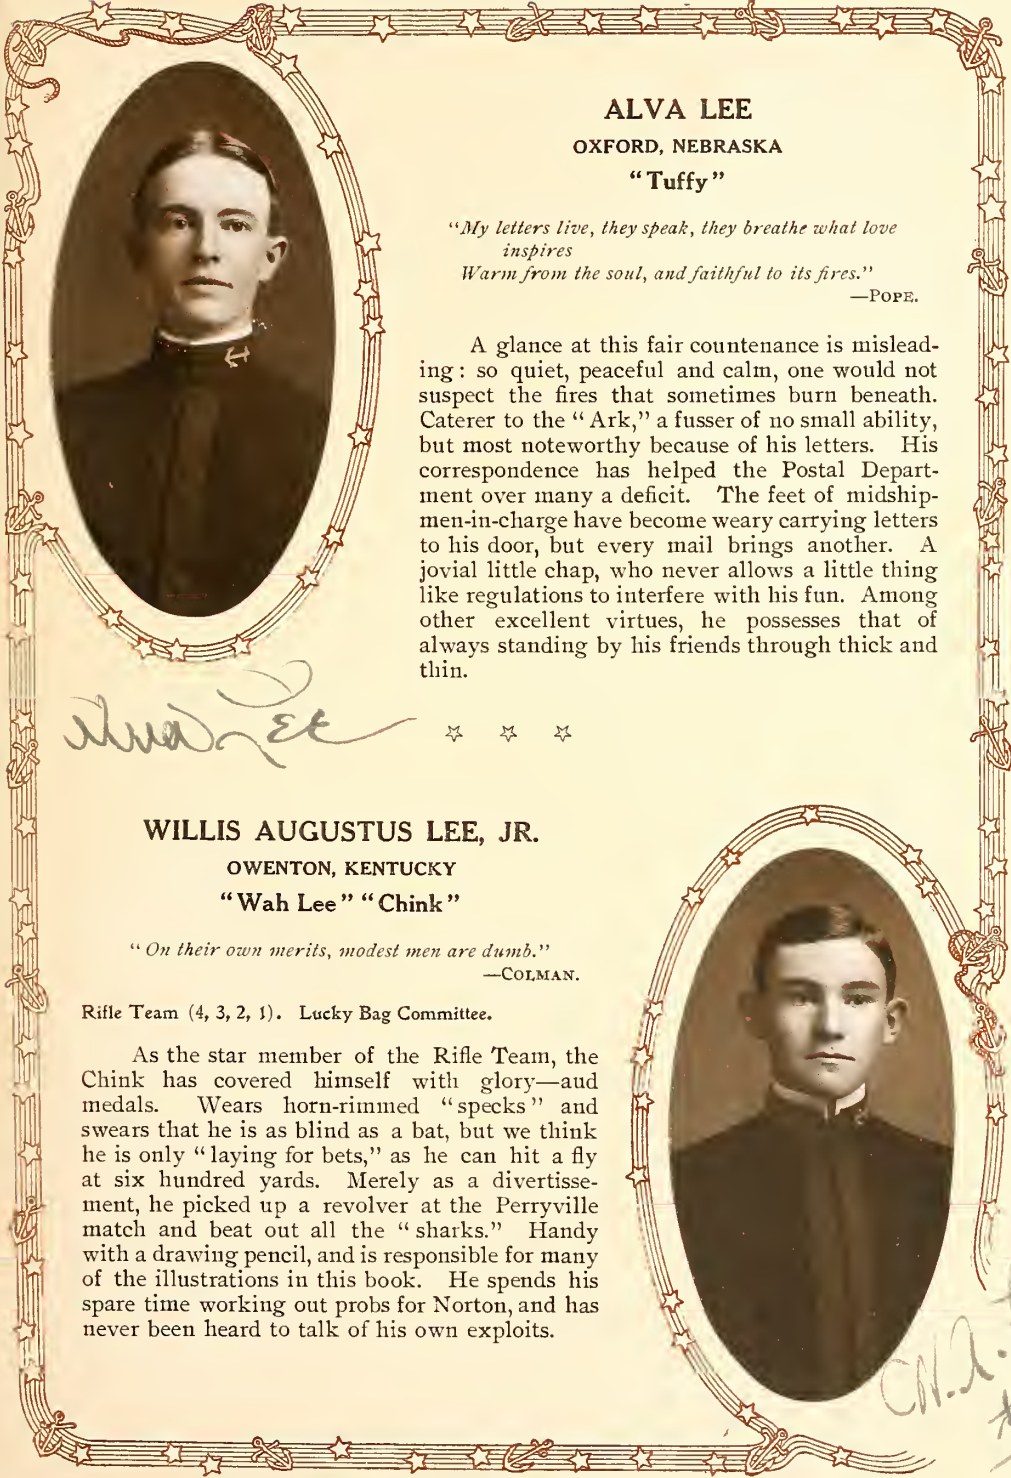 ALVA LEE
OXFORD, NEBRASKA
"Tuffy"
"My letters live, they speak, they breathe what love
inspires
Warm from the soul, and faithful to its fires."
—POPE.
A glance at this fair countenance is mislead-
ing: so quiet, peaceful and calm, one would not
suspect the fires that sometimes burn beneath.
Caterer to the "Ark," a fusser of no small ability,
but most noteworthy because of his letters. His
correspondence has helped the Postal Depart-
ment over many a deficit. The feet of midship-
men-in-charge have become weary carrying letters
to his door, but every mail brings another. A
jovial little chap, who never allows a little thing
like regulations to interfere with his fun. Among
other excellent virtues, he possesses that of
always standing by his friends through thick and
thin.
Alva Lee
WILLIS AUGUSTUS LEE, JR.
OWENTON, KENTUCKY
"Wah Lee" "Chink"
"On their own merits, modest men are dumb."
—COLMAN.
Rifle Team (4, 3, 2, 1). Lucky Bag Committee.
As the star member of the Rifle Team, the
Chink has covered himself with glory—aud
medals. Wears horn-rimmed "specks" and
swears that he is as blind as a bat, but we think
he is only "laying for bets," as he can hit a fly
at six hundred yards. Merely as a divertisse-
ment, he picked up a revolver at the Perryville
match and beat out all the "sharks." Handy
with a drawing pencil, and is responsible for many
of the illustrations in this book. He spends his
spare time working out probs for Norton, and has
never been heard to talk of his own exploits.